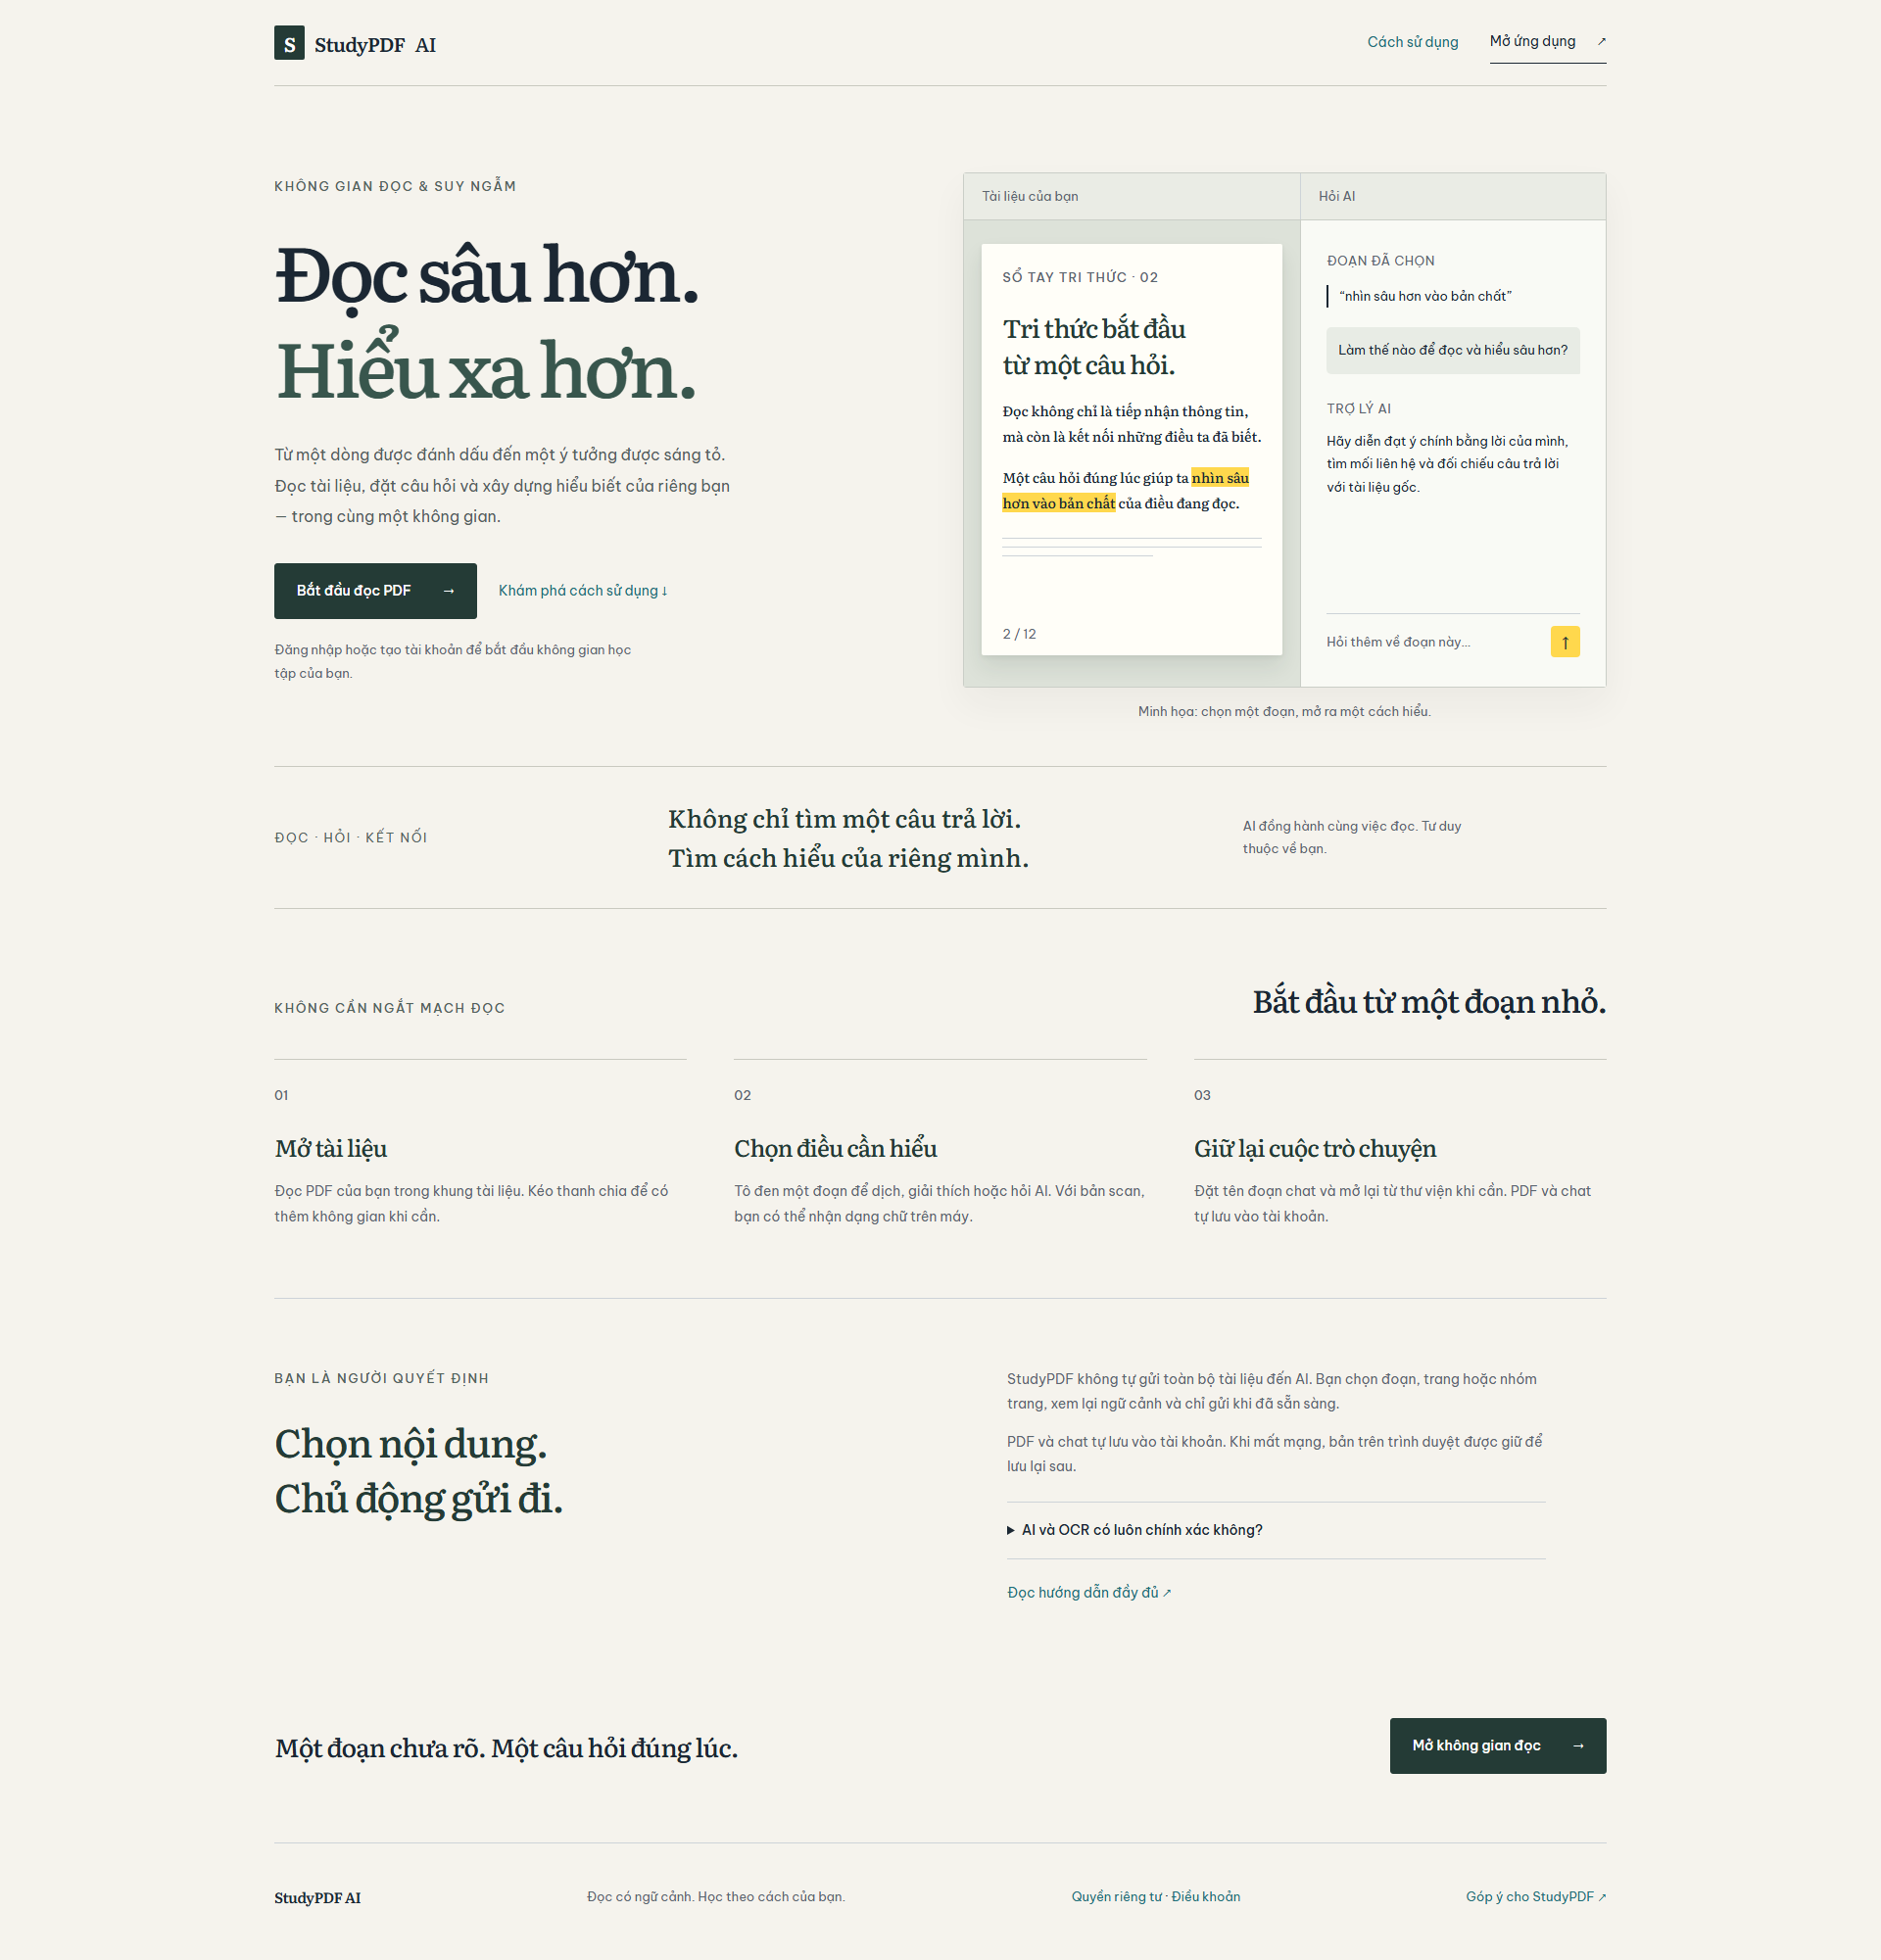 S StudyPDF AI
Cách sử dụng
Mở ứng dụng ↗
KHÔNG GIAN ĐỌC & SUY NGẪM
Đọc sâu hơn.
Hiểu xa hơn.
Từ một dòng được đánh dấu đến một ý tưởng được sáng tỏ.
Đọc tài liệu, đặt câu hỏi và xây dựng hiểu biết của riêng bạn
— trong cùng một không gian.
Bắt đầu đọc PDF →
Khám phá cách sử dụng ↓
Đăng nhập hoặc tạo tài khoản để bắt đầu không gian học
tập của bạn.
Tài liệu của bạn
SỔ TAY TRI THỨC · 02
Tri thức bắt đầu
từ một câu hỏi.
Đọc không chỉ là tiếp nhận thông tin,
mà còn là kết nối những điều ta đã biết.
Một câu hỏi đúng lúc giúp ta nhìn sâu
hơn vào bản chất của điều đang đọc.
2 / 12
Hỏi AI
ĐOẠN ĐÃ CHỌN
“nhìn sâu hơn vào bản chất”
Làm thế nào để đọc và hiểu sâu hơn?
TRỢ LÝ AI
Hãy diễn đạt ý chính bằng lời của mình,
tìm mối liên hệ và đối chiếu câu trả lời
với tài liệu gốc.
Hỏi thêm về đoạn này... ↑
Minh họa: chọn một đoạn, mở ra một cách hiểu.
ĐỌC · HỎI · KẾT NỐI
Không chỉ tìm một câu trả lời.
Tìm cách hiểu của riêng mình.
AI đồng hành cùng việc đọc. Tư duy
thuộc về bạn.
KHÔNG CẦN NGẮT MẠCH ĐỌC
Bắt đầu từ một đoạn nhỏ.
01
Mở tài liệu
Đọc PDF của bạn trong khung tài liệu. Kéo thanh chia để có
thêm không gian khi cần.
02
Chọn điều cần hiểu
Tô đen một đoạn để dịch, giải thích hoặc hỏi AI. Với bản scan,
bạn có thể nhận dạng chữ trên máy.
03
Giữ lại cuộc trò chuyện
Đặt tên đoạn chat và mở lại từ thư viện khi cần. PDF và chat
tự lưu vào tài khoản.
BẠN LÀ NGƯỜI QUYẾT ĐỊNH
Chọn nội dung.
Chủ động gửi đi.
StudyPDF không tự gửi toàn bộ tài liệu đến AI. Bạn chọn đoạn, trang hoặc nhóm
trang, xem lại ngữ cảnh và chỉ gửi khi đã sẵn sàng.
PDF và chat tự lưu vào tài khoản. Khi mất mạng, bản trên trình duyệt được giữ để
lưu lại sau.
▶ AI và OCR có luôn chính xác không?
Đọc hướng dẫn đầy đủ ↗
Một đoạn chưa rõ. Một câu hỏi đúng lúc.
Mở không gian đọc →
StudyPDF AI
Đọc có ngữ cảnh. Học theo cách của bạn.
Quyền riêng tư · Điều khoản
Góp ý cho StudyPDF ↗